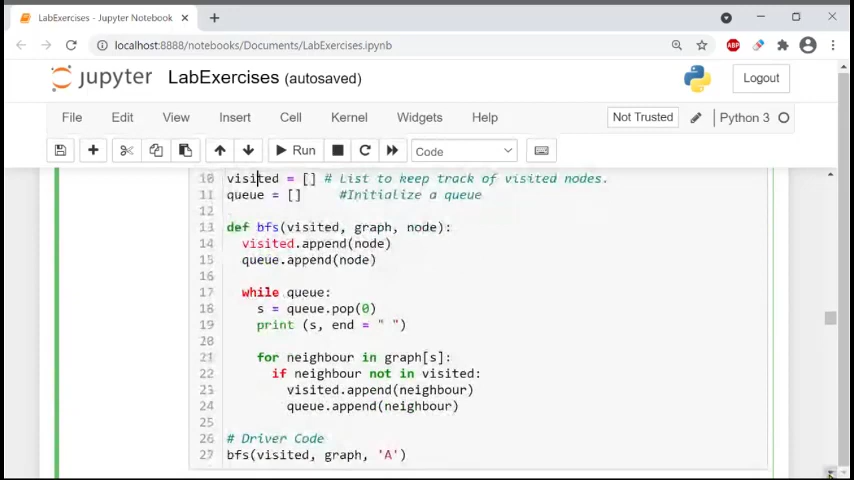 LabExercises - Jupyter Notebook
localhost:8888/notebooks/Documents/LabExercises.ipynb
ABP
jupyter LabExercises (autosaved)
Logout
File Edit View Insert Cell Kernel Widgets Help
Not Trusted
Python 3
Run
Code
10 visited = [] # List to keep track of visited nodes.
11 queue = [] #Initialize a queue
12
13 def bfs(visited, graph, node):
14 visited.append(node)
15 queue.append(node)
16
17 while queue:
18 s = queue.pop(0)
19 print (s, end = " ")
20
21 for neighbour in graph[s]:
22 if neighbour not in visited:
23 visited.append(neighbour)
24 queue.append(neighbour)
25
26 # Driver Code
27 bfs(visited, graph, 'A')